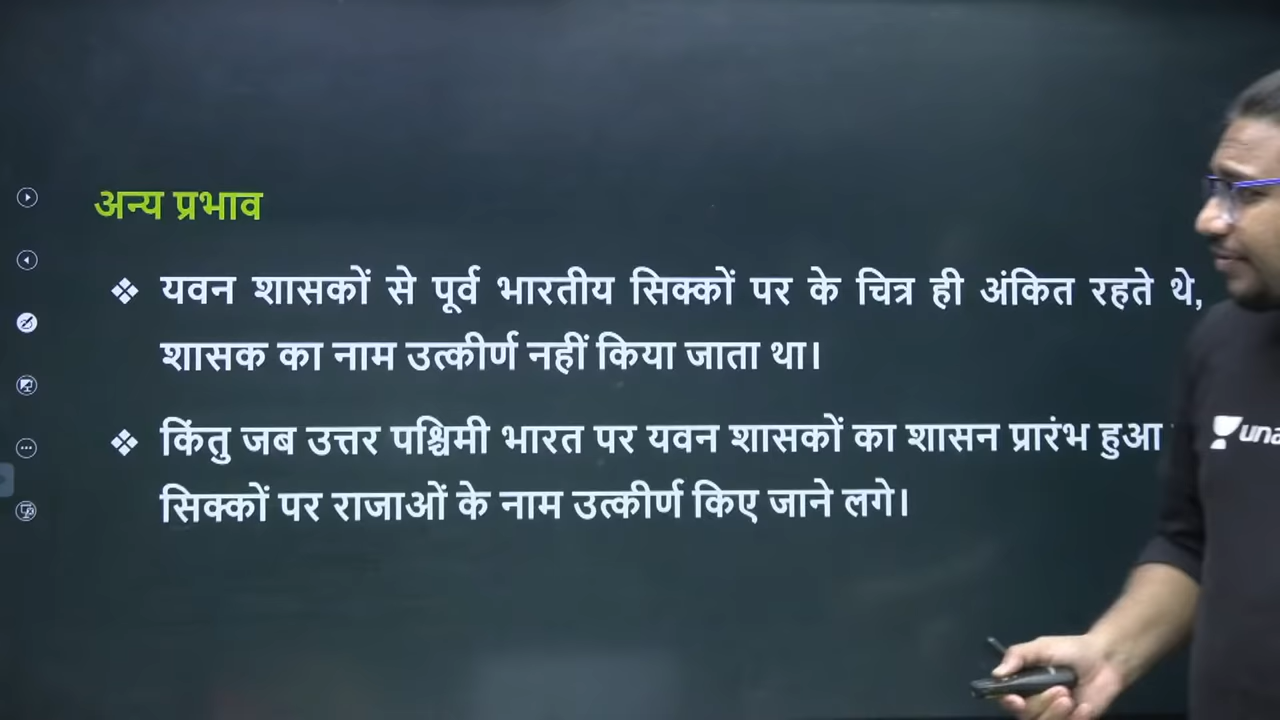 अन्य प्रभाव
❖ यवन शासकों से पूर्व भारतीय सिक्कों पर के चित्र ही अंकित रहते थे,
शासक का नाम उत्कीर्ण नहीं किया जाता था।
❖ किंतु जब उत्तर पश्चिमी भारत पर यवन शासकों का शासन प्रारंभ हुआ
सिक्कों पर राजाओं के नाम उत्कीर्ण किए जाने लगे।
una